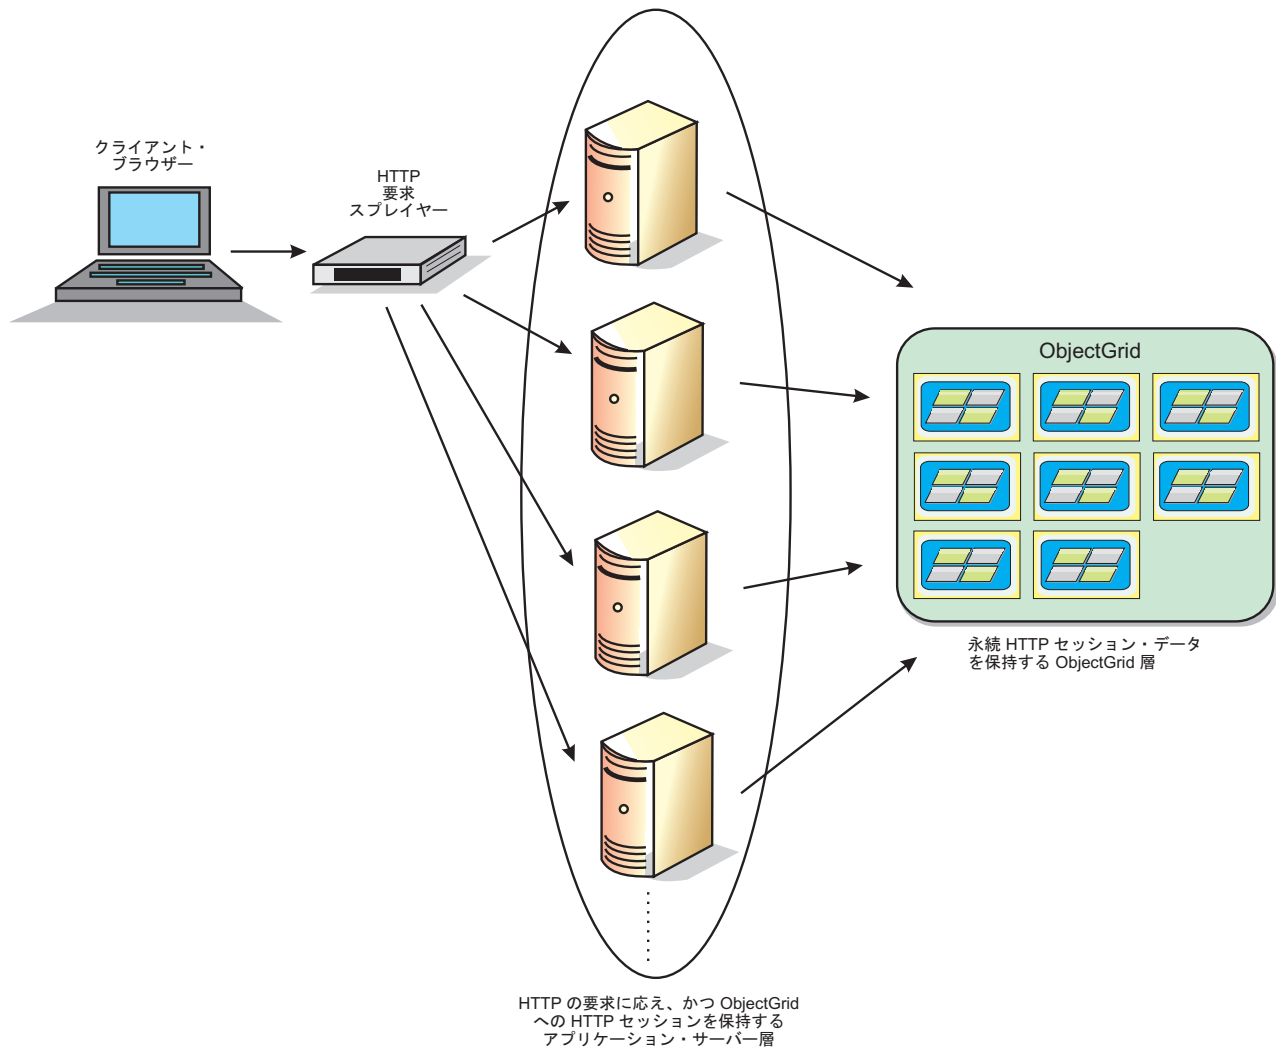 クライアント・
ブラウザー
HTTP
要求
スプレイヤー
ObjectGrid
永続 HTTP セッション・データ
を保持する ObjectGrid 層
HTTP の要求に応え、かつ ObjectGrid
への HTTP セッションを保持する
アプリケーション・サーバー層